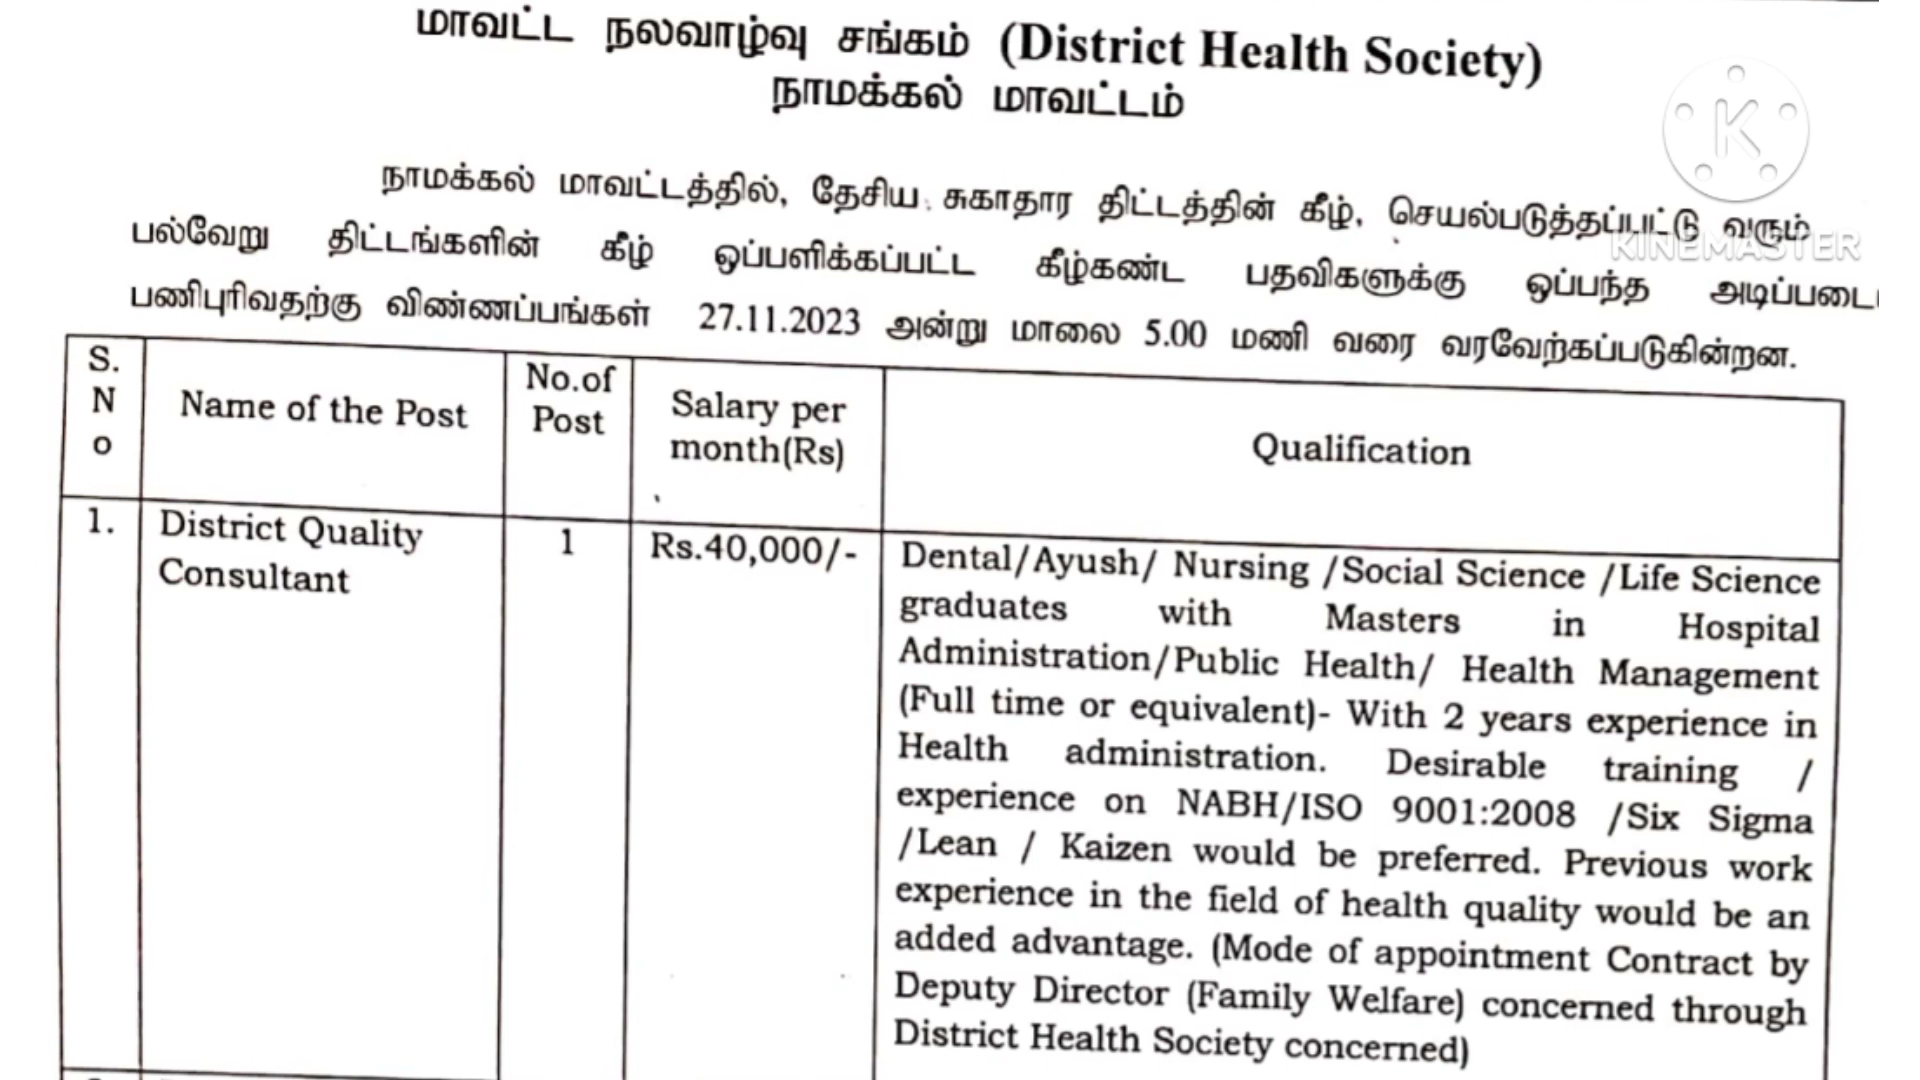 மாவட்ட நலவாழ்வு சங்கம் (District Health Society)
நாமக்கல் மாவட்டம்
K
KINEMASTER
நாமக்கல் மாவட்டத்தில், தேசிய சுகாதார திட்டத்தின் கீழ், செயல்படுத்தப்பட்டு வரும்
பல்வேறு திட்டங்களின் கீழ் ஒப்பளிக்கப்பட்ட கீழ்கண்ட பதவிகளுக்கு ஒப்பந்த
பணிபுரிவதற்கு விண்ணப்பங்கள் 27.11.2023 அன்று மாலை 5.00 மணி வரை வரவேற்கப்படுகின்றன.
S.
N
o
Name of the Post
No.of
Post
Salary per
month(Rs)
Qualification
1.
District Quality
Consultant
1
Rs.40,000/-
Dental/Ayush/ Nursing /Social Science /Life Science
graduates with Masters in Hospital
Administration/Public Health/ Health Management
(Full time or equivalent)- With 2 years experience in
Health administration. Desirable training /
experience on NABH/ISO 9001:2008 /Six Sigma
/Lean / Kaizen would be preferred. Previous work
experience in the field of health quality would be an
added advantage. (Mode of appointment Contract by
Deputy Director (Family Welfare) concerned through
District Health Society concerned)